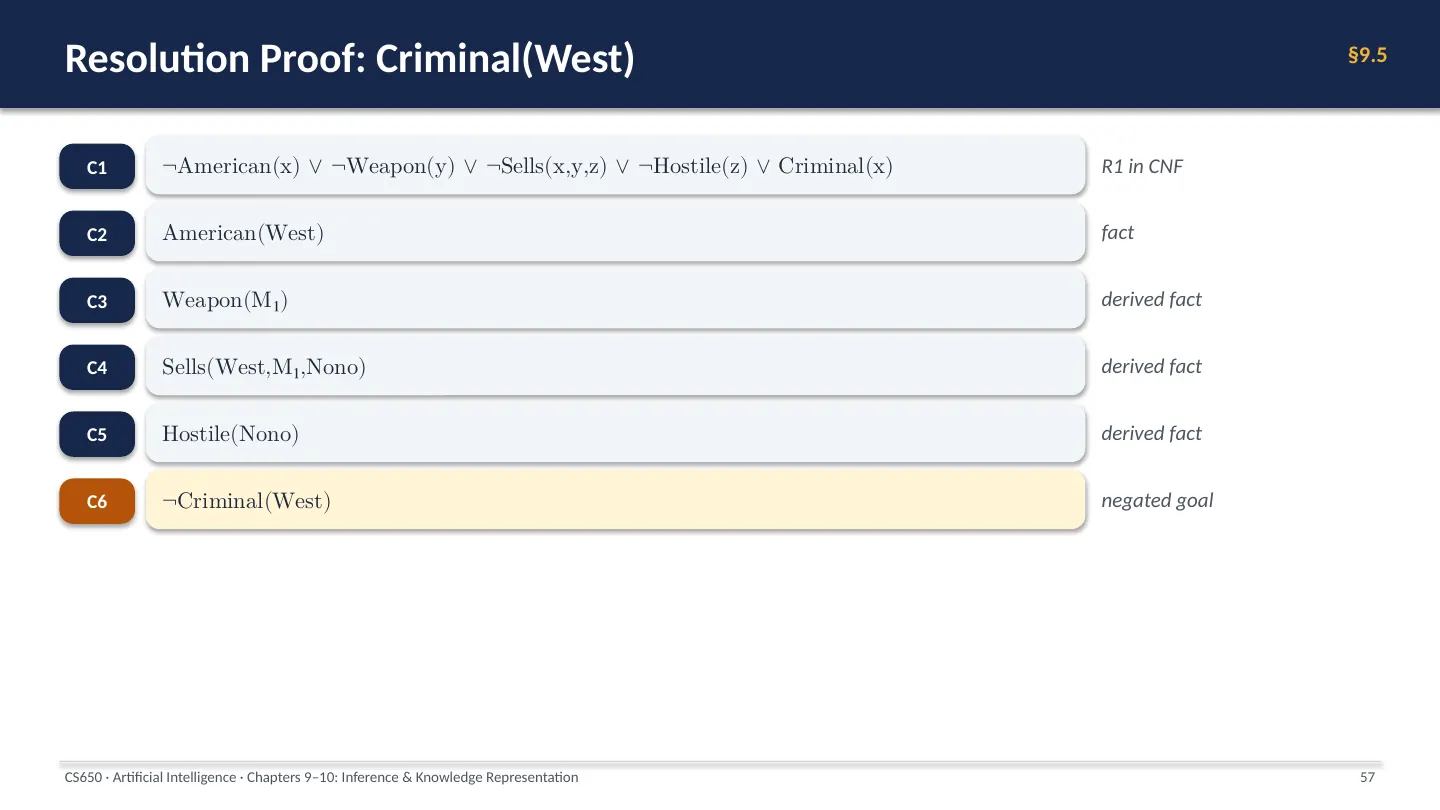 Resolution Proof: Criminal(West)
§9.5
C1 ¬American(x) ∨ ¬Weapon(y) ∨ ¬Sells(x,y,z) ∨ ¬Hostile(z) ∨ Criminal(x) R1 in CNF
C2 American(West) fact
C3 Weapon(M₁) derived fact
C4 Sells(West,M₁,Nono) derived fact
C5 Hostile(Nono) derived fact
C6 ¬Criminal(West) negated goal
CS650 · Artificial Intelligence · Chapters 9–10: Inference & Knowledge Representation
57